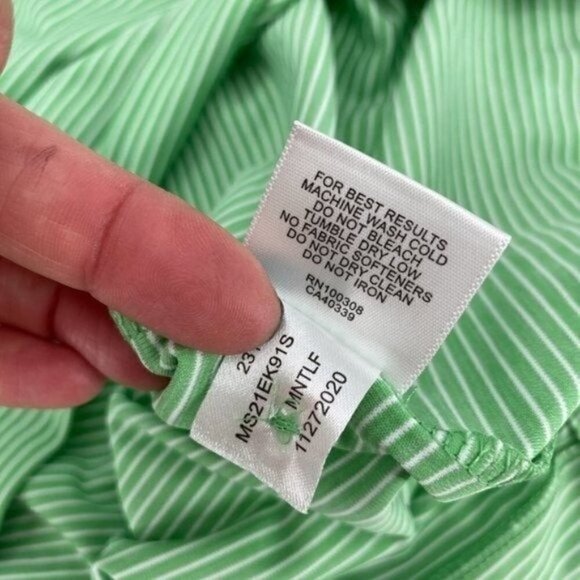 FOR BEST RESULTS
MACHINE WASH COLD
DO NOT BLEACH
TUMBLE DRY LOW
NO FABRIC SOFTENERS
DO NOT DRY CLEAN
DO NOT IRON
RN100308
CA40339
MS21EK91S
MNTLF
11272020